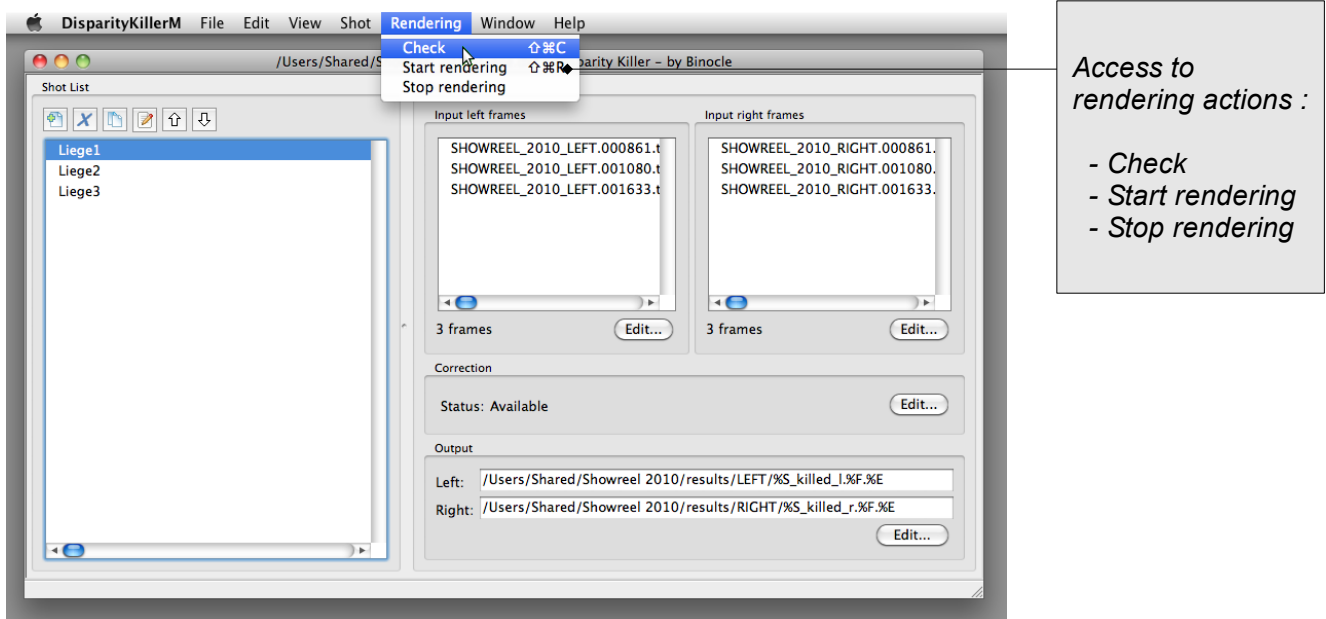 DisparityKillerM File Edit View Shot Rendering Window Help
Check ⇧⌘C
Start rendering ⇧⌘R
Stop rendering
/Users/Shared/S
parity Killer – by Binocle
Shot List
Liege1
Liege2
Liege3
Input left frames
SHOWREEL_2010_LEFT.000861.t
SHOWREEL_2010_LEFT.001080.t
SHOWREEL_2010_LEFT.001633.t
3 frames Edit...
Input right frames
SHOWREEL_2010_RIGHT.000861.
SHOWREEL_2010_RIGHT.001080.
SHOWREEL_2010_RIGHT.001633.
3 frames Edit...
Correction
Status: Available Edit...
Output
Left: /Users/Shared/Showreel 2010/results/LEFT/%S_killed_l.%F.%E
Right: /Users/Shared/Showreel 2010/results/RIGHT/%S_killed_r.%F.%E
Edit...
Access to
rendering actions :
- Check
- Start rendering
- Stop rendering